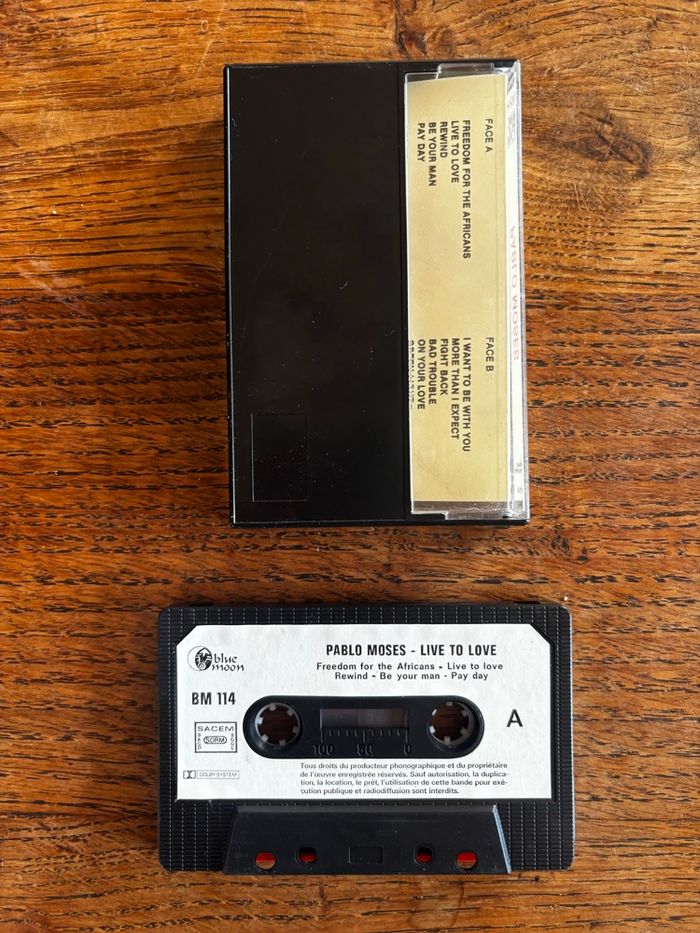 FACE A
FREEDOM FOR THE AFRICANS
LIVE TO LOVE
REWIND
BE YOUR MAN
PAY DAY
FACE B
I WANT TO BE WITH YOU
MORE THAN I EXPECT
FIGHT BACK
BAD TROUBLE
ON YOUR LOVE
PABLO MOSES
blue
moon
PABLO MOSES - LIVE TO LOVE
Freedom for the Africans - Live to love
Rewind - Be your man - Pay day
BM 114
A
SACEM
SDRM
100 50 0
DOLBY SYSTEM
Tous droits du producteur phonographique et du propriétaire
de l'œuvre enregistrée réservés. Sauf autorisation, la duplica-
tion, la location, le prêt, l'utilisation de cette bande pour exé-
cution publique et radiodiffusion sont interdits.